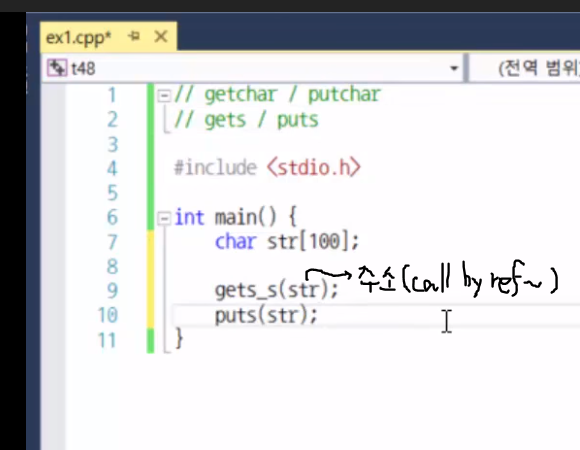 ex1.cpp*
t48 (전역 범위
1 // getchar / putchar
2 // gets / puts
3
4 #include <stdio.h>
5
6 int main() {
7 char str[100];
8
9 gets_s(str); → 주소(call by ref~)
10 puts(str);
11 }